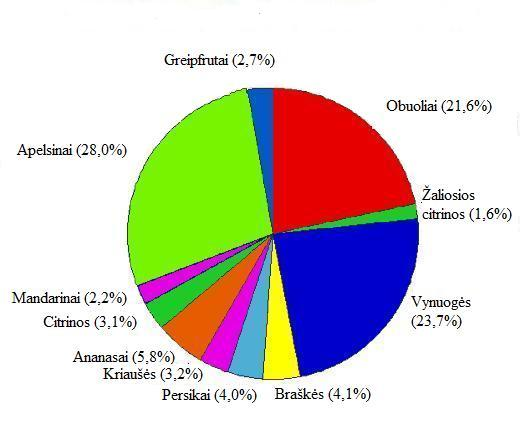 Greipfrutai (2,7%)
Obuoliai (21,6%)
Apelsinai (28,0%)
Žaliosios
citrinos (1,6%)
Mandarinai (2,2%)
Vynuogės
(23,7%)
Citrinos (3,1%)
Ananasai (5,8%)
Kriaušės (3,2%)
Persikai (4,0%)
Braškės (4,1%)